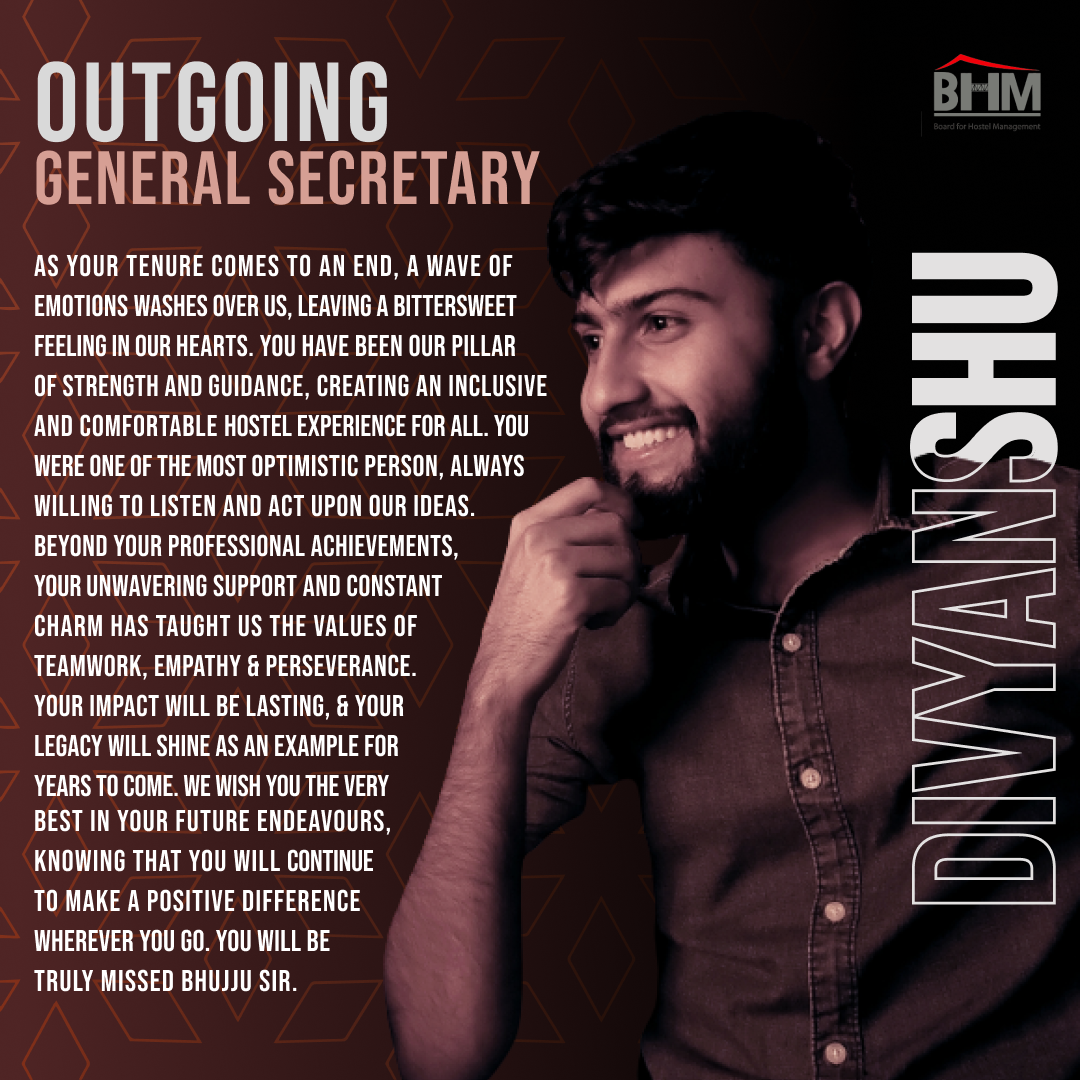 OUTGOING
GENERAL SECRETARY
AS YOUR TENURE COMES TO AN END, A WAVE OF
EMOTIONS WASHES OVER US, LEAVING A BITTERSWEET
FEELING IN OUR HEARTS. YOU HAVE BEEN OUR PILLAR
OF STRENGTH AND GUIDANCE, CREATING AN INCLUSIVE
AND COMFORTABLE HOSTEL EXPERIENCE FOR ALL. YOU
WERE ONE OF THE MOST OPTIMISTIC PERSON, ALWAYS
WILLING TO LISTEN AND ACT UPON OUR IDEAS.
BEYOND YOUR PROFESSIONAL ACHIEVEMENTS,
YOUR UNWAVERING SUPPORT AND CONSTANT
CHARM HAS TAUGHT US THE VALUES OF
TEAMWORK, EMPATHY & PERSEVERANCE.
YOUR IMPACT WILL BE LASTING, & YOUR
LEGACY WILL SHINE AS AN EXAMPLE FOR
YEARS TO COME. WE WISH YOU THE VERY
BEST IN YOUR FUTURE ENDEAVOURS,
KNOWING THAT YOU WILL CONTINUE
TO MAKE A POSITIVE DIFFERENCE
WHEREVER YOU GO. YOU WILL BE
TRULY MISSED BHUJJU SIR.
BHM
Board for Hostel Management
DIVYANSHU